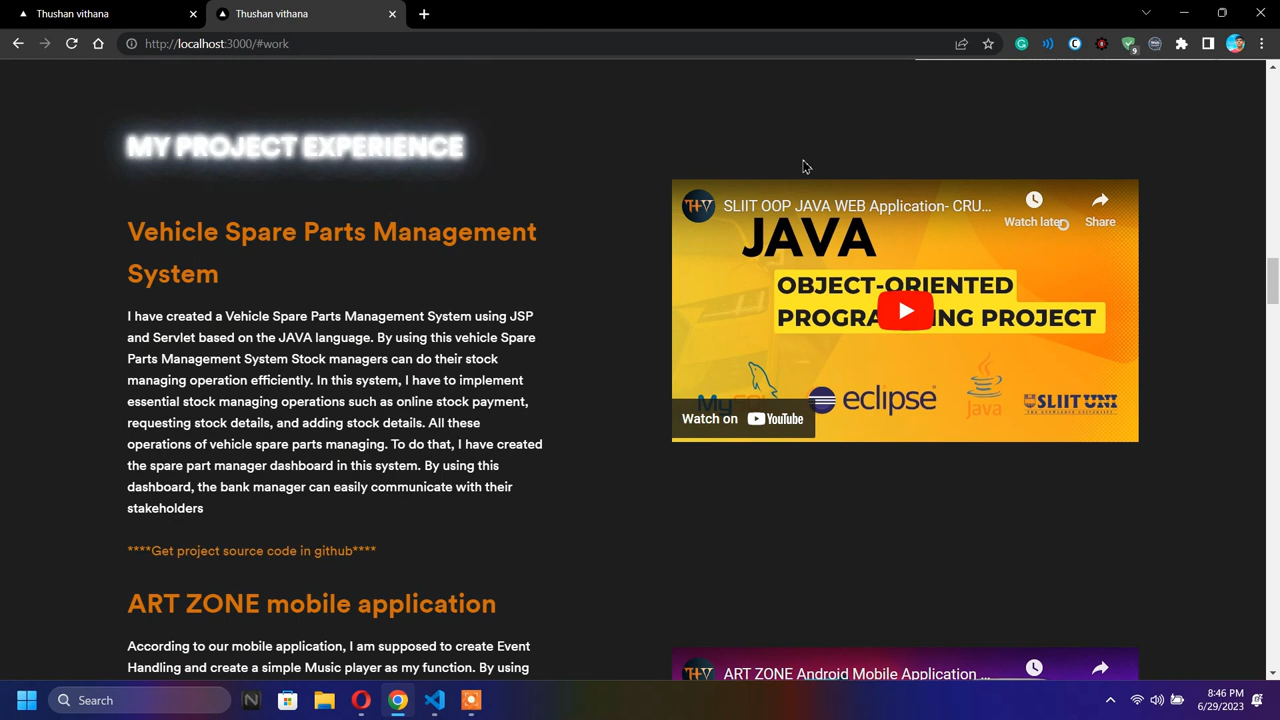 Thushan vithana
Thushan vithana
http://localhost:3000/#work
9
MY PROJECT EXPERIENCE
Vehicle Spare Parts Management
System
I have created a Vehicle Spare Parts Management System using JSP
and Servlet based on the JAVA language. By using this vehicle Spare
Parts Management System Stock managers can do their stock
managing operation efficiently. In this system, I have to implement
essential stock managing operations such as online stock payment,
requesting stock details, and adding stock details. All these
operations of vehicle spare parts managing. To do that, I have created
the spare part manager dashboard in this system. By using this
dashboard, the bank manager can easily communicate with their
stakeholders
****Get project source code in github****
ART ZONE mobile application
According to our mobile application, I am supposed to create Event
Handling and create a simple Music player as my function. By using
SLIIT OOP JAVA WEB Application- CRU...
Watch later
Share
JAVA
OBJECT-ORIENTED
PROGRAMMING PROJECT
MySQL
eclipse
Java
SLIIT UNI
Watch on YouTube
ART ZONE Android Mobile Application ...
Search
8:46 PM
6/29/2023